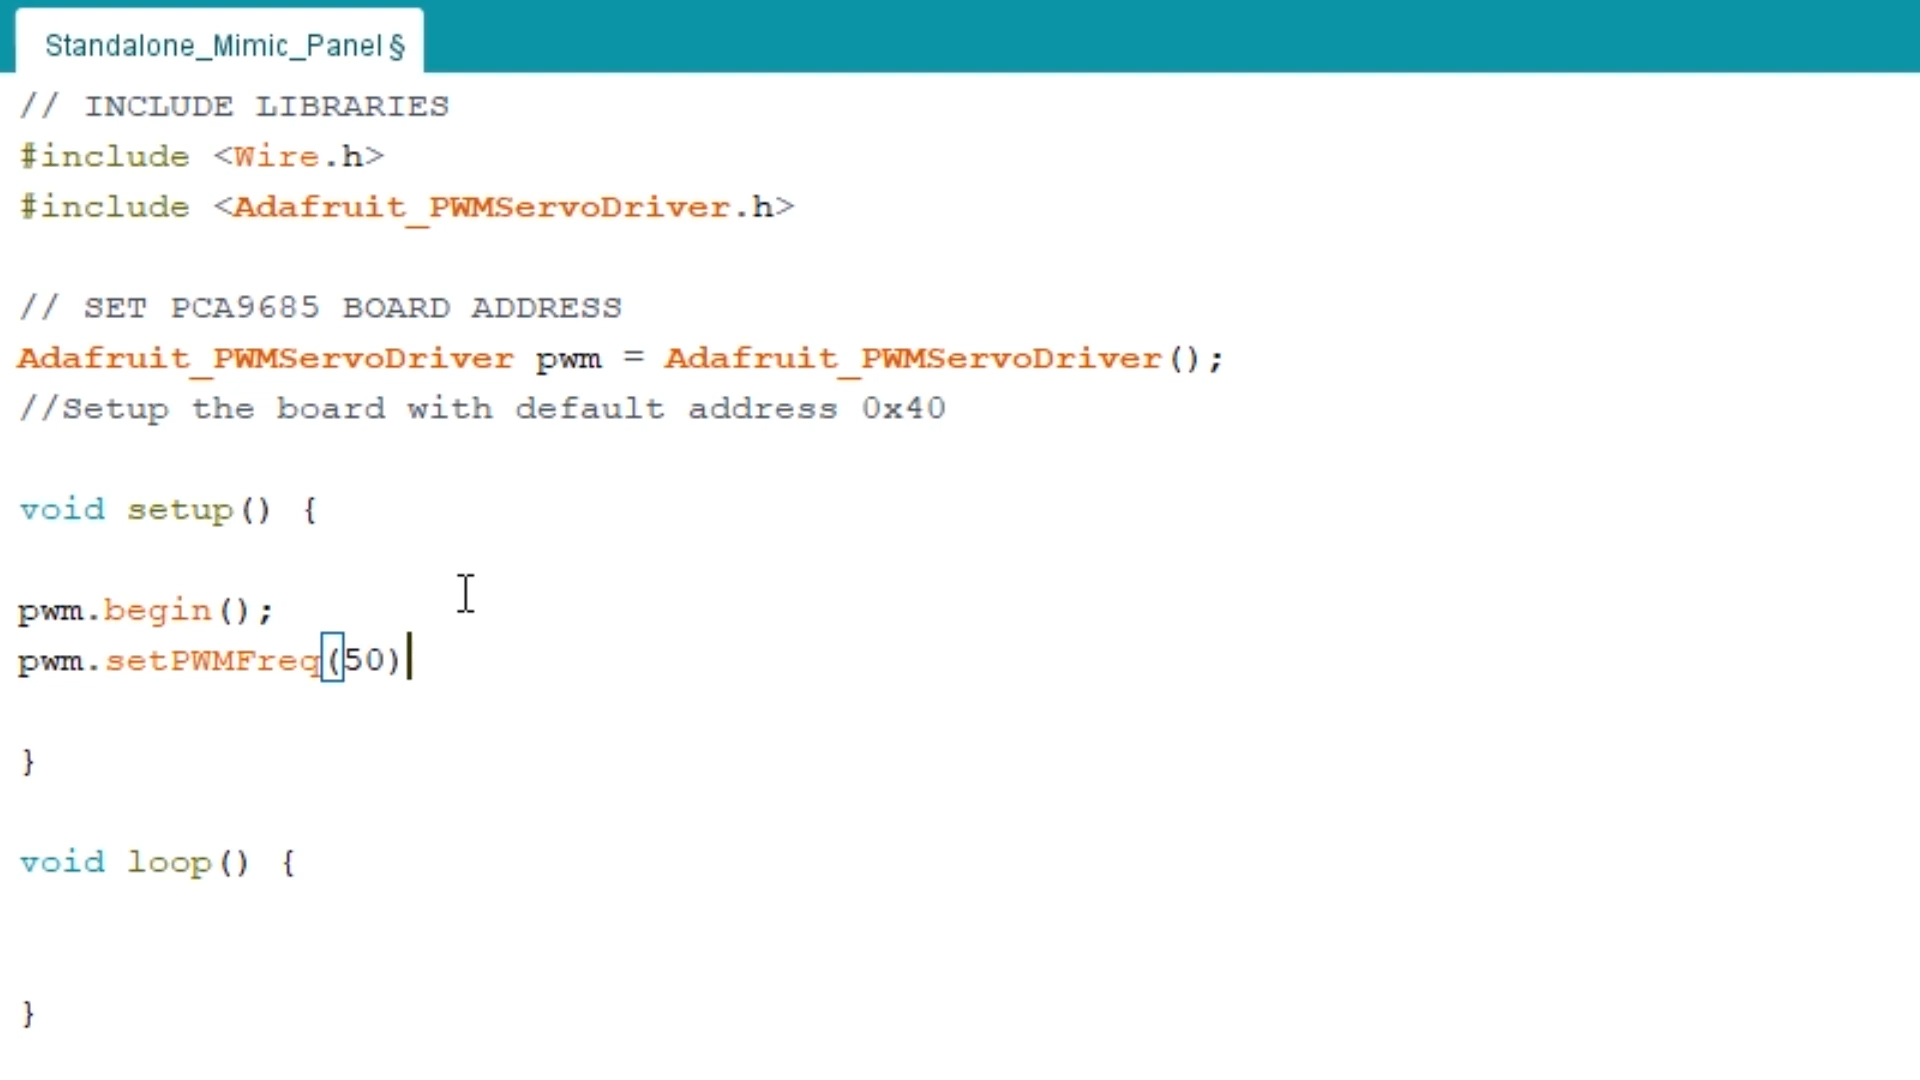 Standalone_Mimic_Panel §
// INCLUDE LIBRARIES
#include <Wire.h>
#include <Adafruit_PWMServoDriver.h>
// SET PCA9685 BOARD ADDRESS
Adafruit_PWMServoDriver pwm = Adafruit_PWMServoDriver();
//Setup the board with default address 0x40
void setup() {
pwm.begin();
pwm.setPWMFreq(50)
}
void loop() {
}